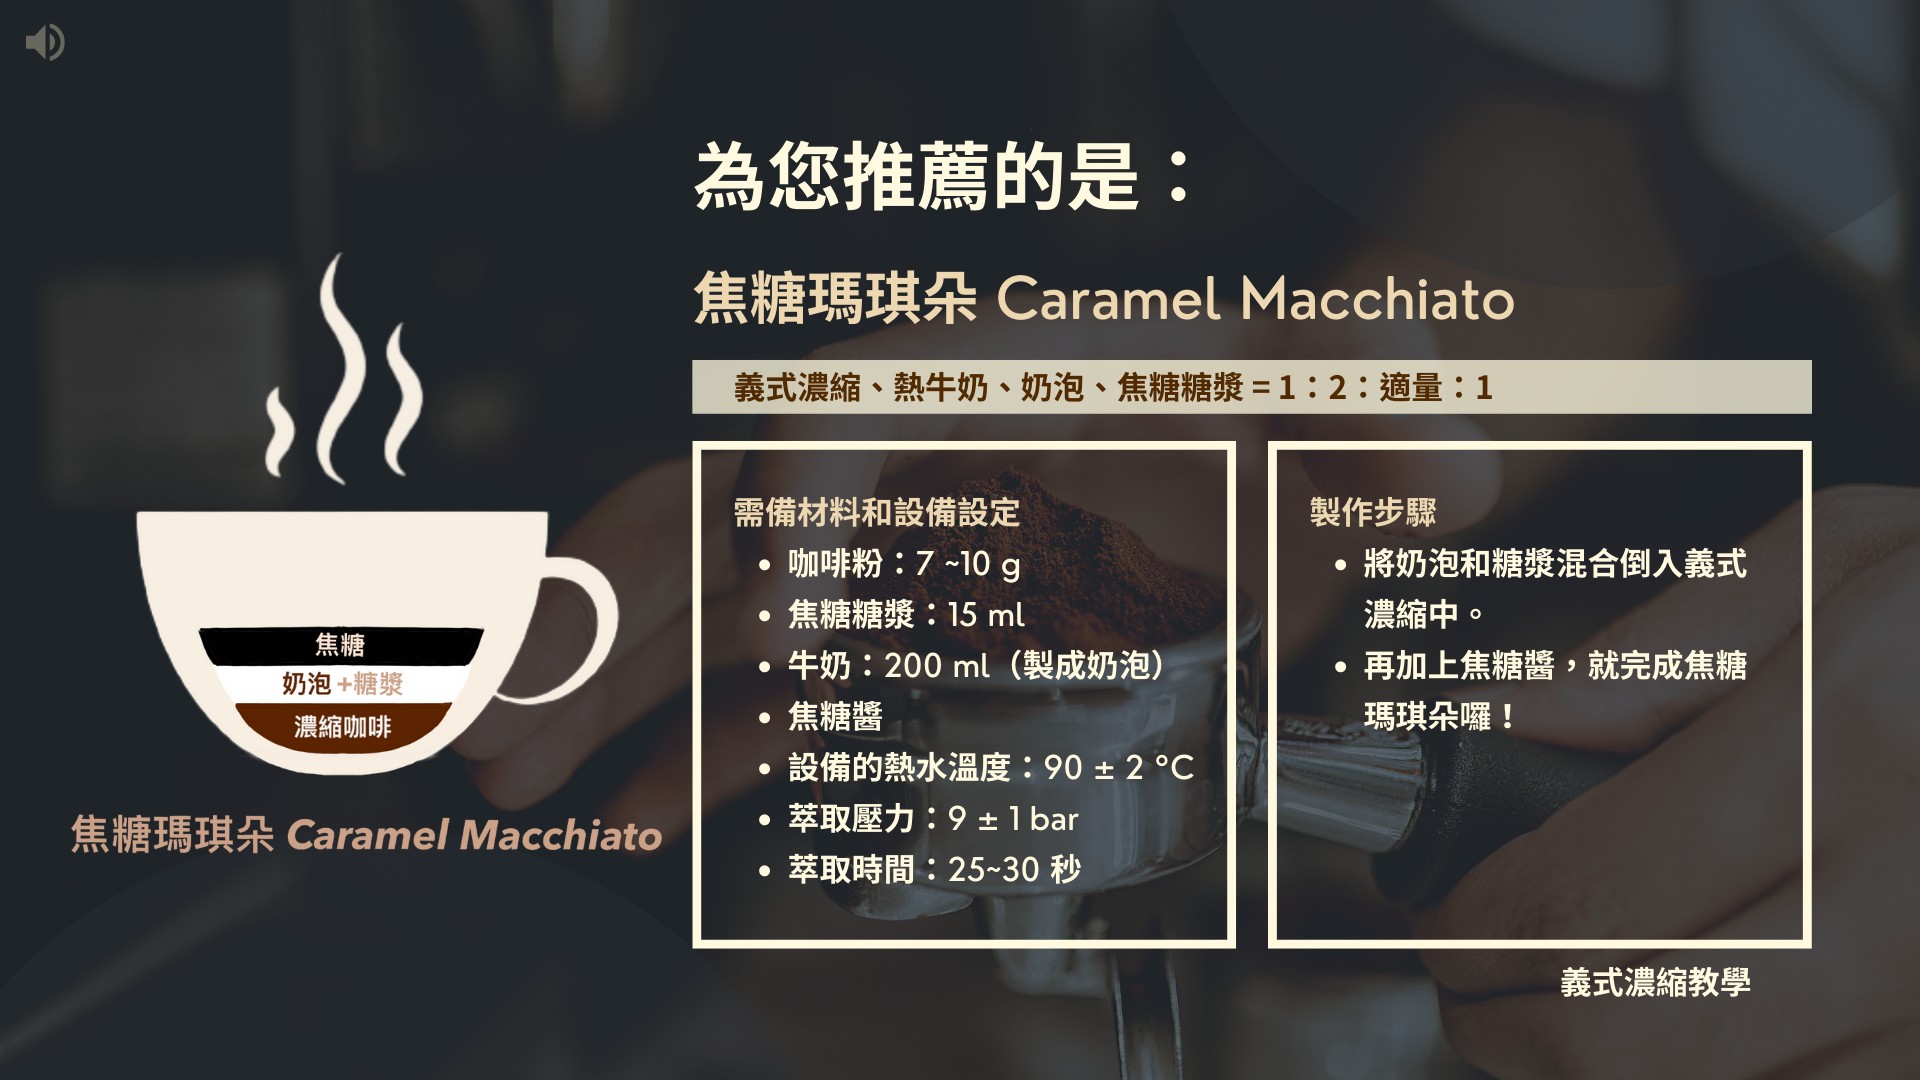 為您推薦的是：
焦糖瑪琪朵 Caramel Macchiato
義式濃縮、熱牛奶、奶泡、焦糖糖漿 = 1：2：適量：1
需備材料和設備設定
• 咖啡粉：7 ~10 g
• 焦糖糖漿：15 ml
• 牛奶：200 ml（製成奶泡）
• 焦糖醬
• 設備的熱水溫度：90 ± 2 °C
• 萃取壓力：9 ± 1 bar
• 萃取時間：25~30 秒
製作步驟
• 將奶泡和糖漿混合倒入義式
濃縮中。
• 再加上焦糖醬，就完成焦糖
瑪琪朵囉！
焦糖
奶泡 +糖漿
濃縮咖啡
焦糖瑪琪朵 Caramel Macchiato
義式濃縮教學